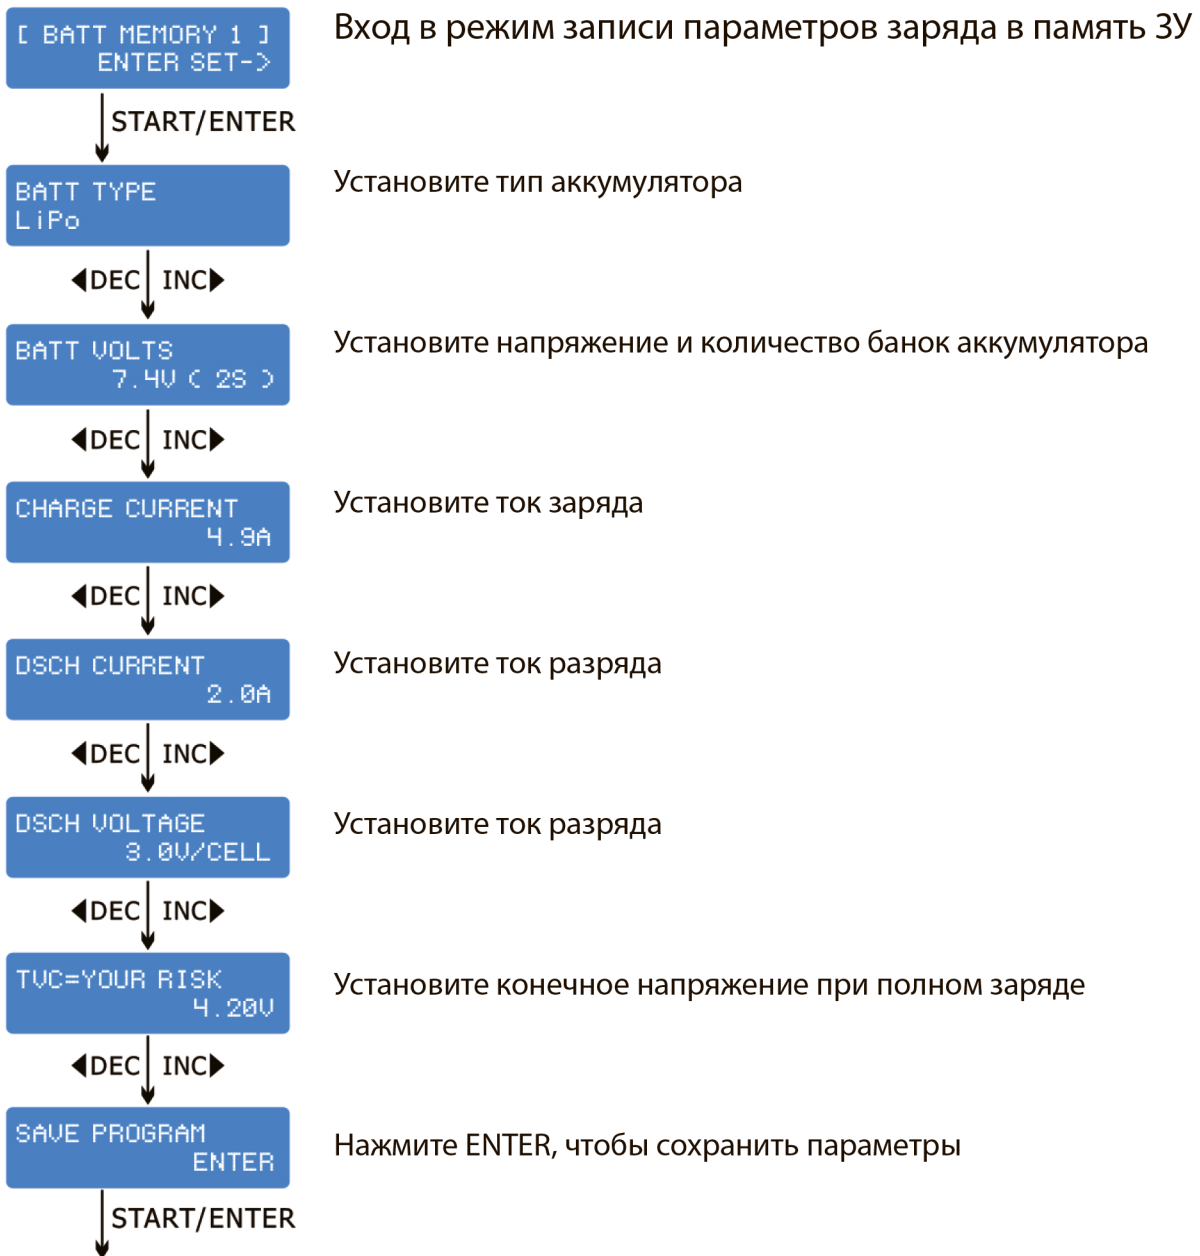 [ BATT MEMORY 1 ]
ENTER SET->
Вход в режим записи параметров заряда в память ЗУ
START/ENTER
BATT TYPE
LiPo
Установите тип аккумулятора
◀DEC INC▶
BATT VOLTS
7.4V ( 2S )
Установите напряжение и количество банок аккумулятора
◀DEC INC▶
CHARGE CURRENT
4.9A
Установите ток заряда
◀DEC INC▶
DSCH CURRENT
2.0A
Установите ток разряда
◀DEC INC▶
DSCH VOLTAGE
3.0V/CELL
Установите ток разряда
◀DEC INC▶
TVC=YOUR RISK
4.20V
Установите конечное напряжение при полном заряде
◀DEC INC▶
SAVE PROGRAM
ENTER
Нажмите ENTER, чтобы сохранить параметры
START/ENTER